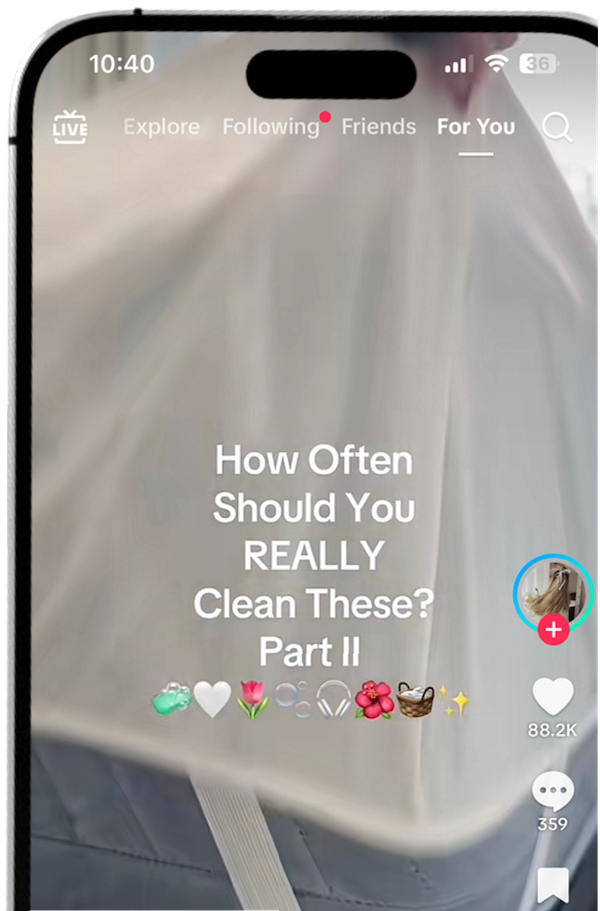 10:40
36
LIVE
Explore Following Friends For You
How Often
Should You
REALLY
Clean These?
Part II
88.2K
359